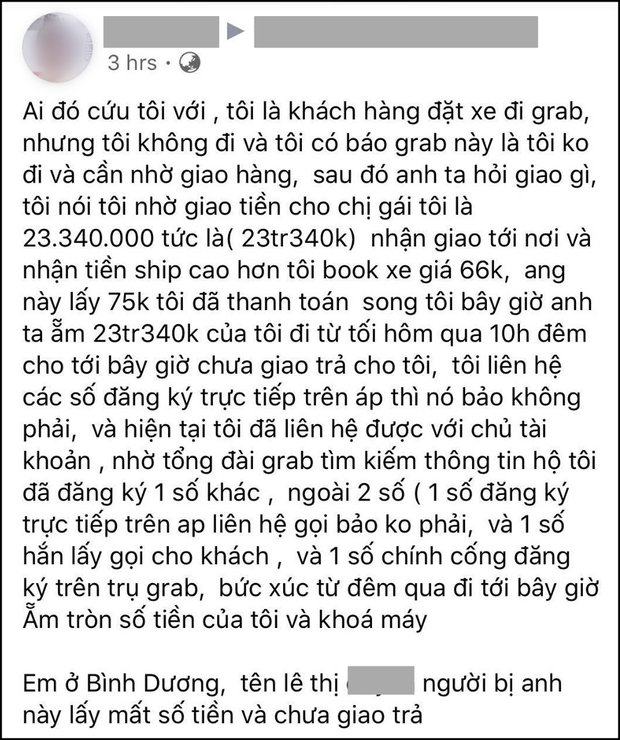 3 hrs ·
Ai đó cứu tôi với , tôi là khách hàng đặt xe đi grab,
nhưng tôi không đi và tôi có báo grab này là tôi ko
đi và cần nhờ giao hàng, sau đó anh ta hỏi giao gì,
tôi nói tôi nhờ giao tiền cho chị gái tôi là
23.340.000 tức là( 23tr340k) nhận giao tới nơi và
nhận tiền ship cao hơn tôi book xe giá 66k, ang
này lấy 75k tôi đã thanh toán song tôi bây giờ anh
ta ẵm 23tr340k của tôi đi từ tối hôm qua 10h đêm
cho tới bây giờ chưa giao trả cho tôi, tôi liên hệ
các số đăng ký trực tiếp trên áp thì nó bảo không
phải, và hiện tại tôi đã liên hệ được với chủ tài
khoản , nhờ tổng đài grab tìm kiếm thông tin hộ tôi
đã đăng ký 1 số khác , ngoài 2 số ( 1 số đăng ký
trực tiếp trên ap liên hệ gọi bảo ko phải, và 1 số
hắn lấy gọi cho khách , và 1 số chính cống đăng
ký trên trụ grab, bức xúc từ đêm qua đi tới bây giờ
Ẵm tròn số tiền của tôi và khoá máy
Em ở Bình Dương, tên lê thị người bị anh
này lấy mất số tiền và chưa giao trả